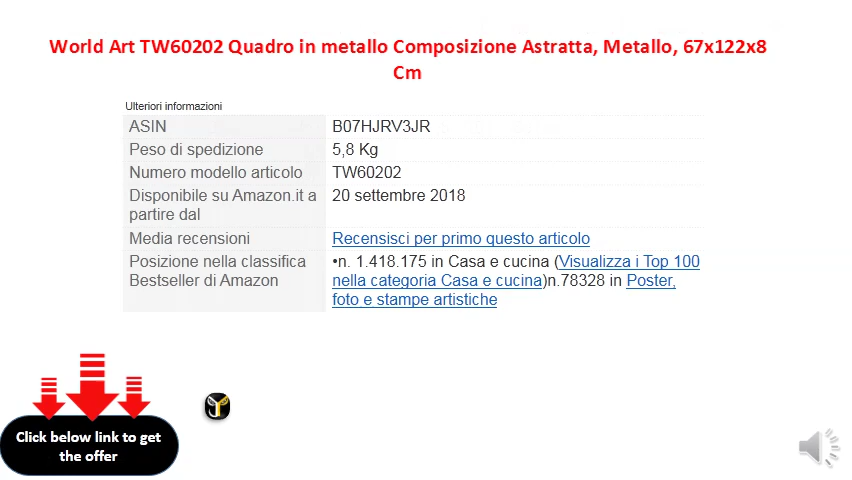 World Art TW60202 Quadro in metallo Composizione Astratta, Metallo, 67x122x8
Cm
Ulteriori informazioni
ASIN B07HJRV3JR
Peso di spedizione 5,8 Kg
Numero modello articolo TW60202
Disponibile su Amazon.it a 20 settembre 2018
partire dal
Media recensioni Recensisci per primo questo articolo
Posizione nella classifica •n. 1.418.175 in Casa e cucina (Visualizza i Top 100
Bestseller di Amazon nella categoria Casa e cucina)n.78328 in Poster,
foto e stampe artistiche
Click below link to get
the offer